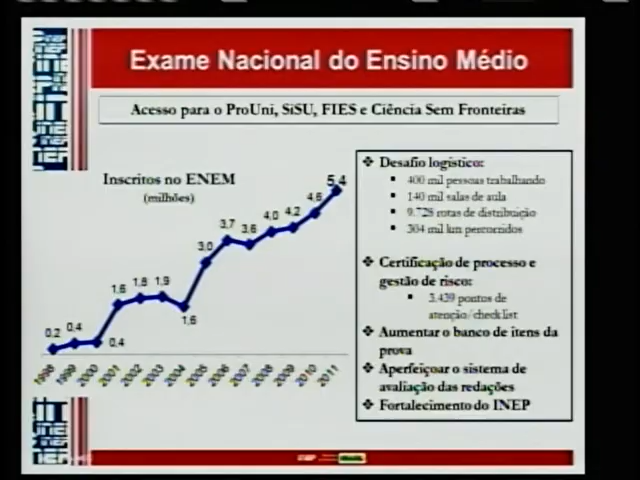 Exame Nacional do Ensino Médio
Acesso para o ProUni, SiSU, FIES e Ciência Sem Fronteiras
Inscritos no ENEM
(milhões)
0,2
0,4
0,4
1,6
1,8
1,9
1,6
3,0
3,7
3,6
4,0
4,2
4,6
5,4
1998
1999
2000
2001
2002
2003
2004
2005
2006
2007
2008
2009
2010
2011
Desafio logístico:
400 mil pessoas trabalhando
140 mil salas de aula
9.728 rotas de distribuição
304 mil km percorridos
Certificação de processo e
gestão de risco:
3.439 pontos de
atenção/check list
Aumentar o banco de itens da
prova
Aperfeiçoar o sistema de
avaliação das redações
Fortalecimento do INEP